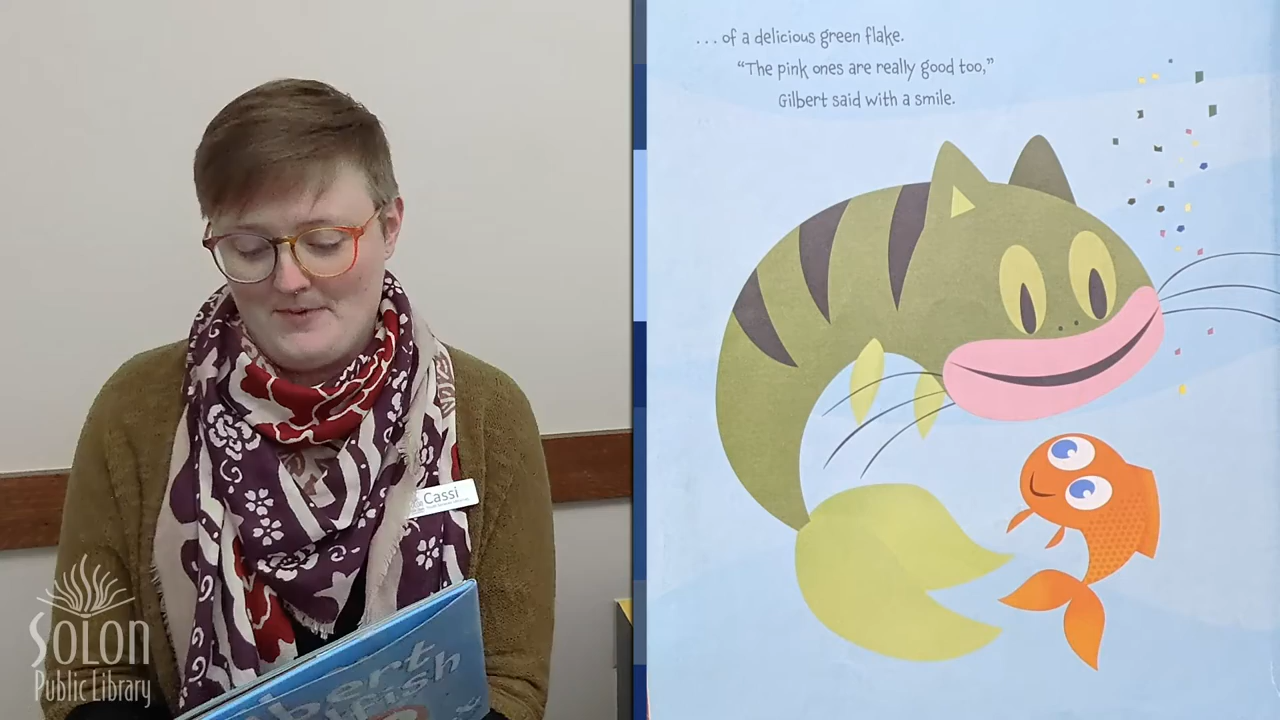 ... of a delicious green flake.
“The pink ones are really good too,”
Gilbert said with a smile.
Cassi
SOLON
Public Library